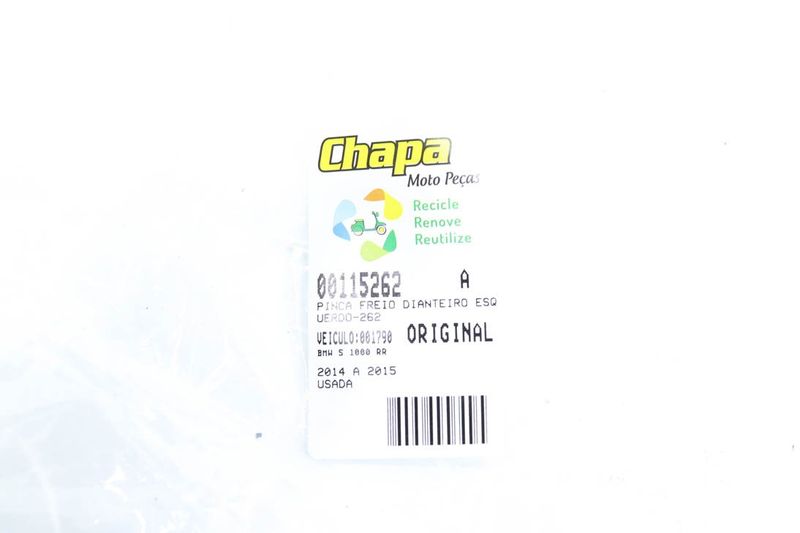 Chapa
Moto Peças
Recicle
Renove
Reutilize
00115262 A
PINCA FREIO DIANTEIRO ESQ
UERDO-262
VEICULO:001790 ORIGINAL
BMW S 1000 RR
2014 A 2015
USADA